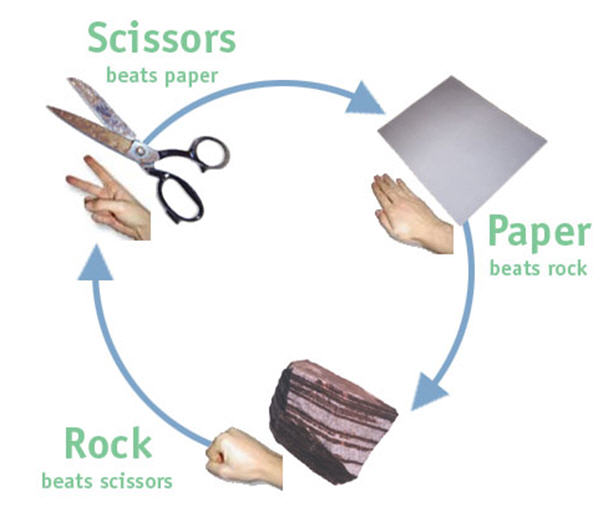 Scissors
beats paper
Paper
beats rock
Rock
beats scissors